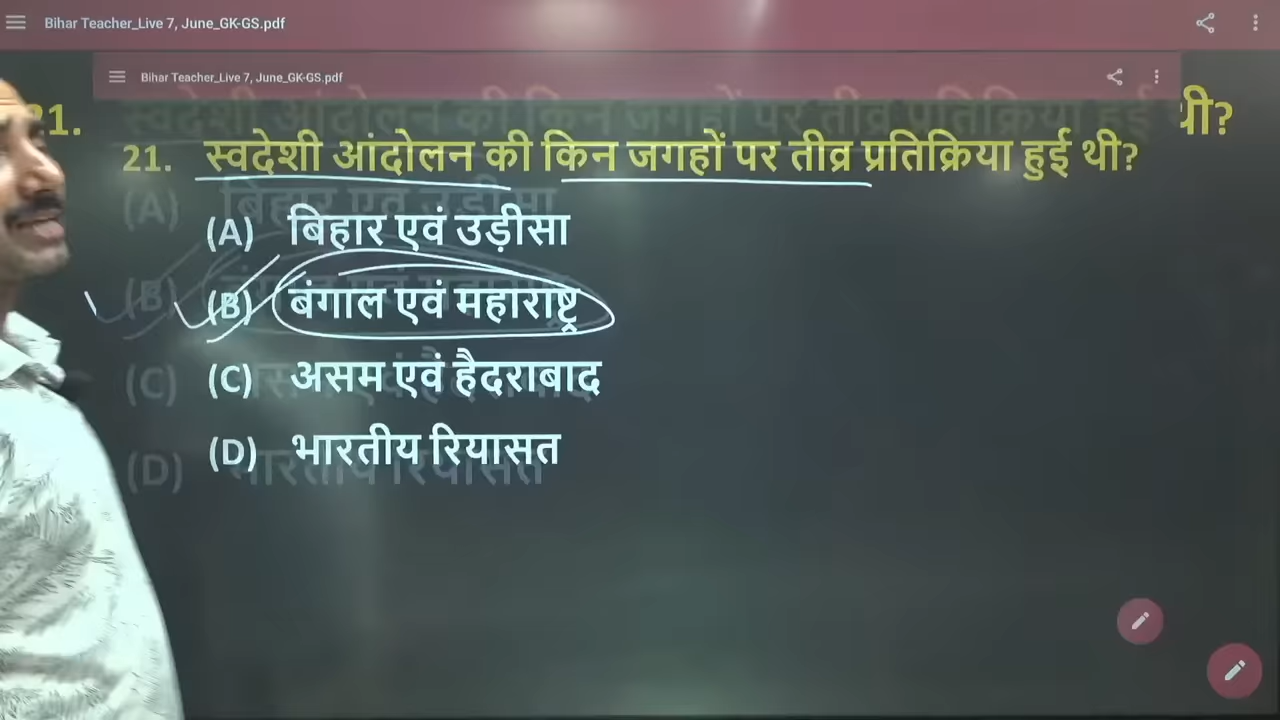 Bihar Teacher_Live 7, June_GK-GS.pdf
Bihar Teacher_Live 7, June_GK-GS.pdf
21. थी?
21. स्वदेशी आंदोलन की किन जगहों पर तीव्र प्रतिक्रिया हुई थी?
(A) बिहार एवं उड़ीसा
(B) बंगाल एवं महाराष्ट्र
(C) असम एवं हैदराबाद
(D) भारतीय रियासत